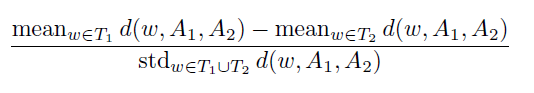 mean_{w∈T_1} d(w, A_1, A_2) − mean_{w∈T_2} d(w, A_1, A_2)
std_{w∈T_1∪T_2} d(w, A_1, A_2)